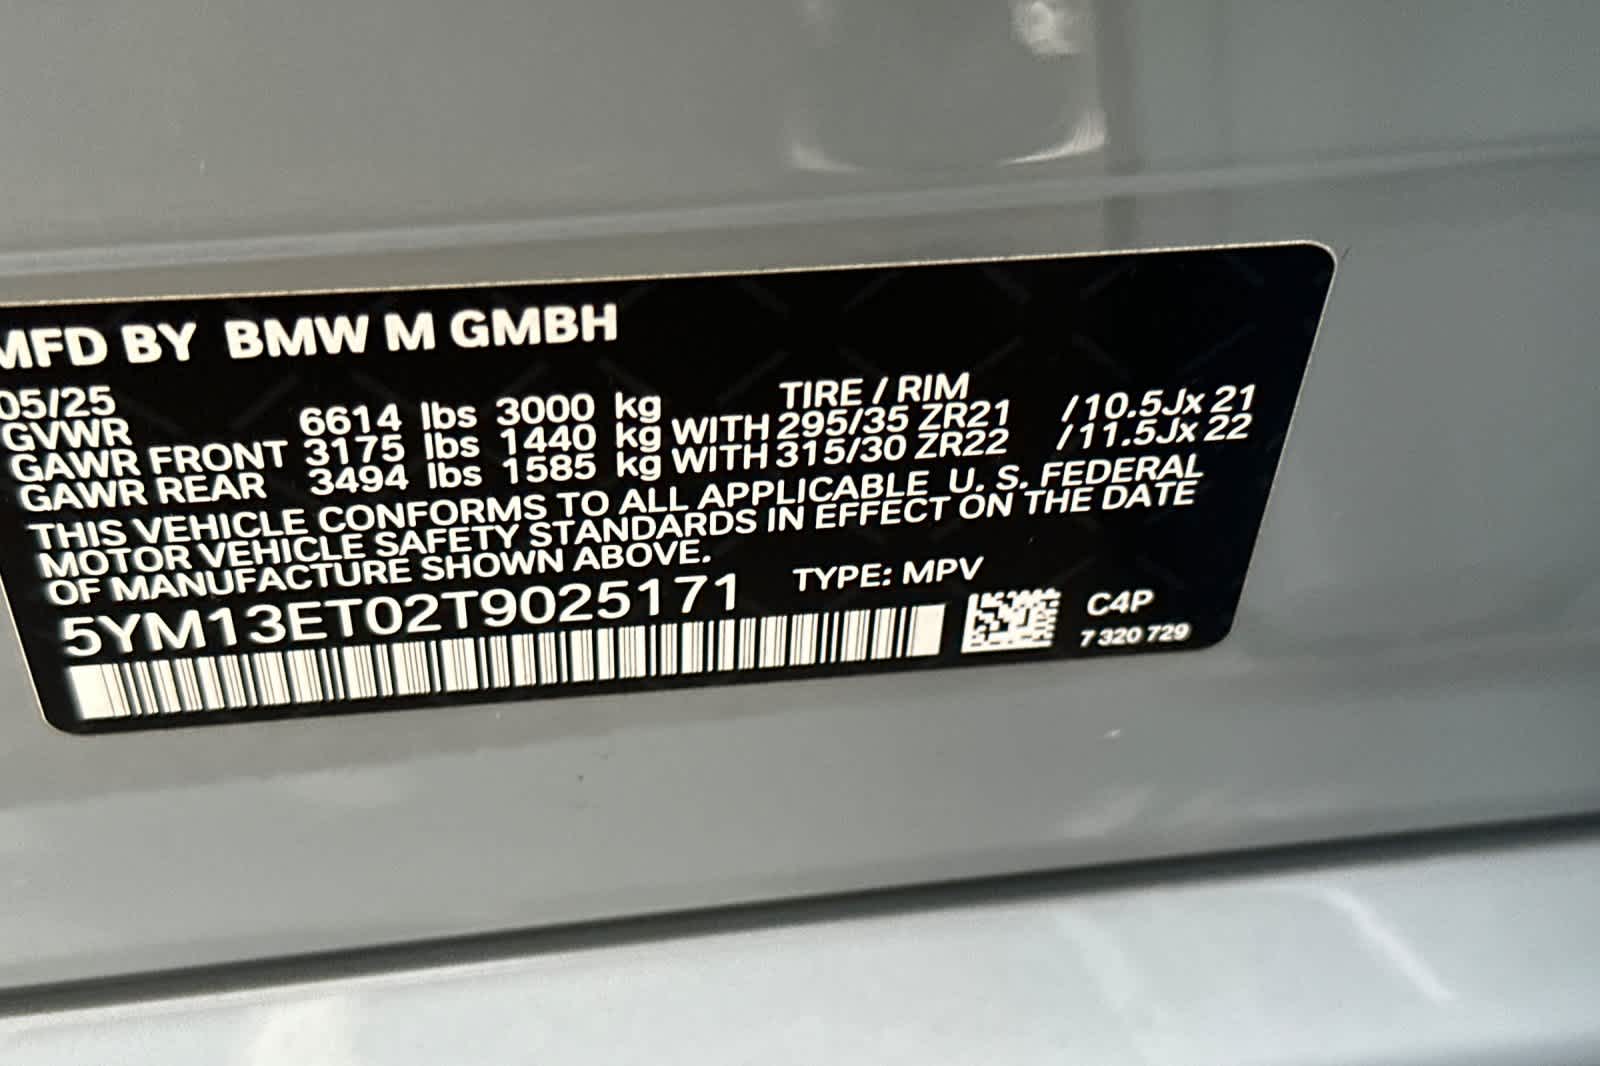 MFD BY BMW M GMBH
05/25 TIRE / RIM
GVWR 6614 lbs 3000 kg
GAWR FRONT 3175 lbs 1440 kg WITH 295/35 ZR21 /10.5Jx 21
GAWR REAR 3494 lbs 1585 kg WITH 315/30 ZR22 /11.5Jx 22
THIS VEHICLE CONFORMS TO ALL APPLICABLE U. S. FEDERAL
MOTOR VEHICLE SAFETY STANDARDS IN EFFECT ON THE DATE
OF MANUFACTURE SHOWN ABOVE.
5YM13ET02T9025171 TYPE: MPV
C4P
7 320 729